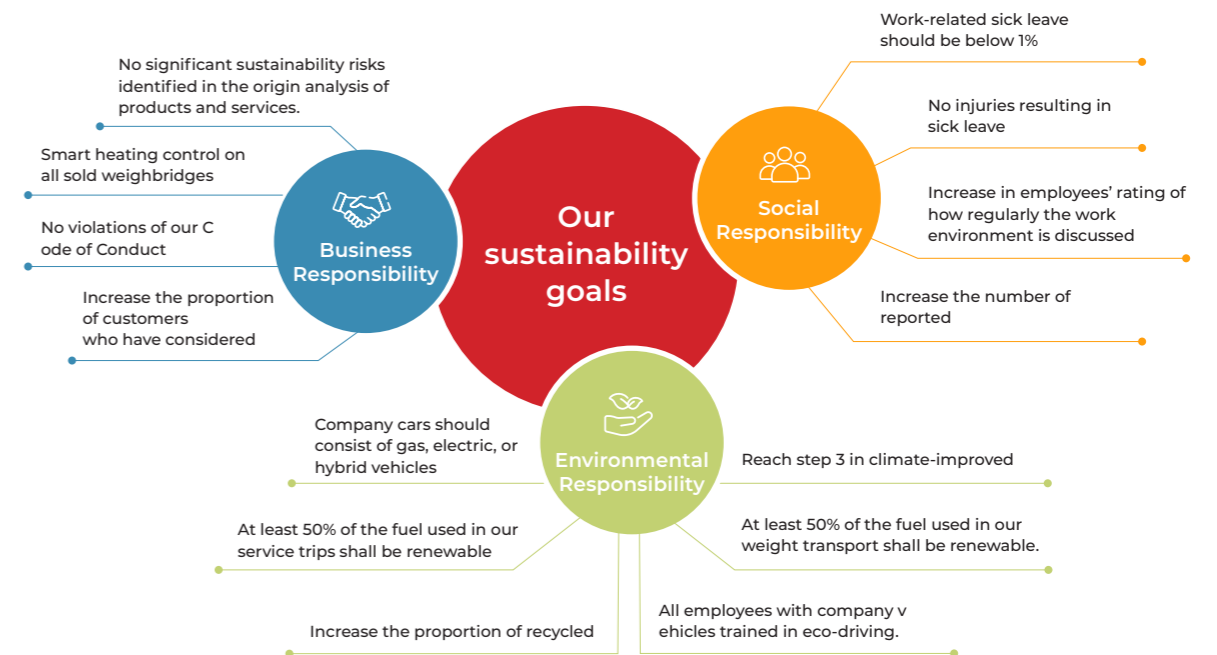 Our
sustainability
goals
Business
Responsibility
No significant sustainability risks
identified in the origin analysis of
products and services.
Smart heating control on
all sold weighbridges
No violations of our C
ode of Conduct
Increase the proportion
of customers
who have considered
Social
Responsibility
Work-related sick leave
should be below 1%
No injuries resulting in
sick leave
Increase in employees’ rating of
how regularly the work
environment is discussed
Increase the number of
reported
Environmental
Responsibility
Company cars should
consist of gas, electric, or
hybrid vehicles
At least 50% of the fuel used in our
service trips shall be renewable
Increase the proportion of recycled
Reach step 3 in climate-improved
At least 50% of the fuel used in our
weight transport shall be renewable.
All employees with company v
ehicles trained in eco-driving.